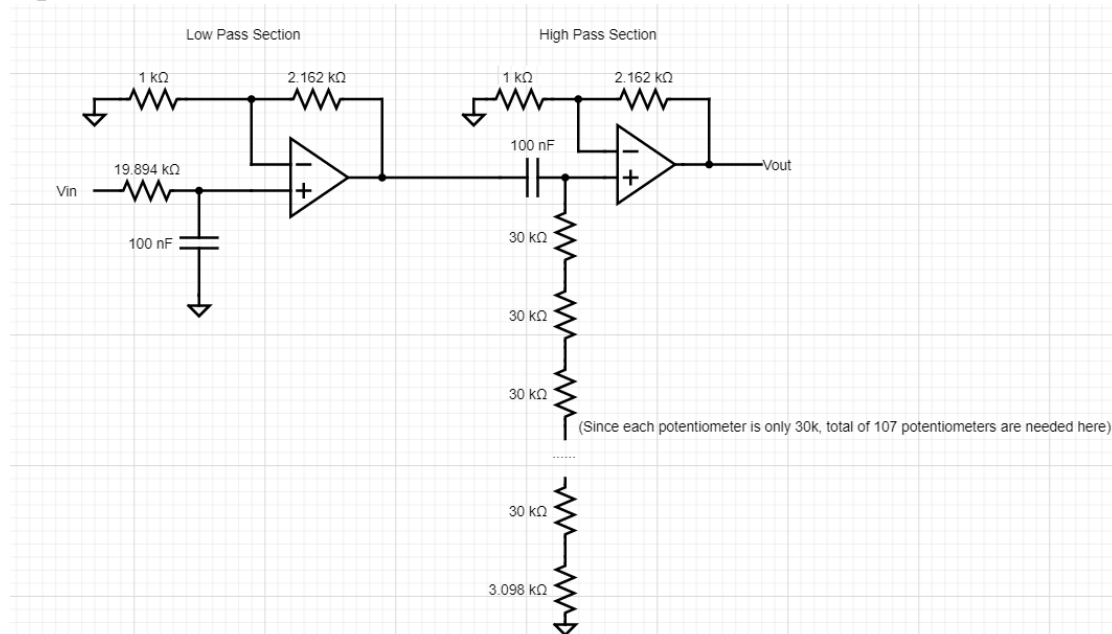 Low Pass Section
High Pass Section
1 kΩ
2.162 kΩ
1 kΩ
2.162 kΩ
100 nF
Vout
19.894 kΩ
Vin
100 nF
30 kΩ
30 kΩ
30 kΩ
(Since each potentiometer is only 30k, total of 107 potentiometers are needed here)
......
30 kΩ
3.098 kΩ